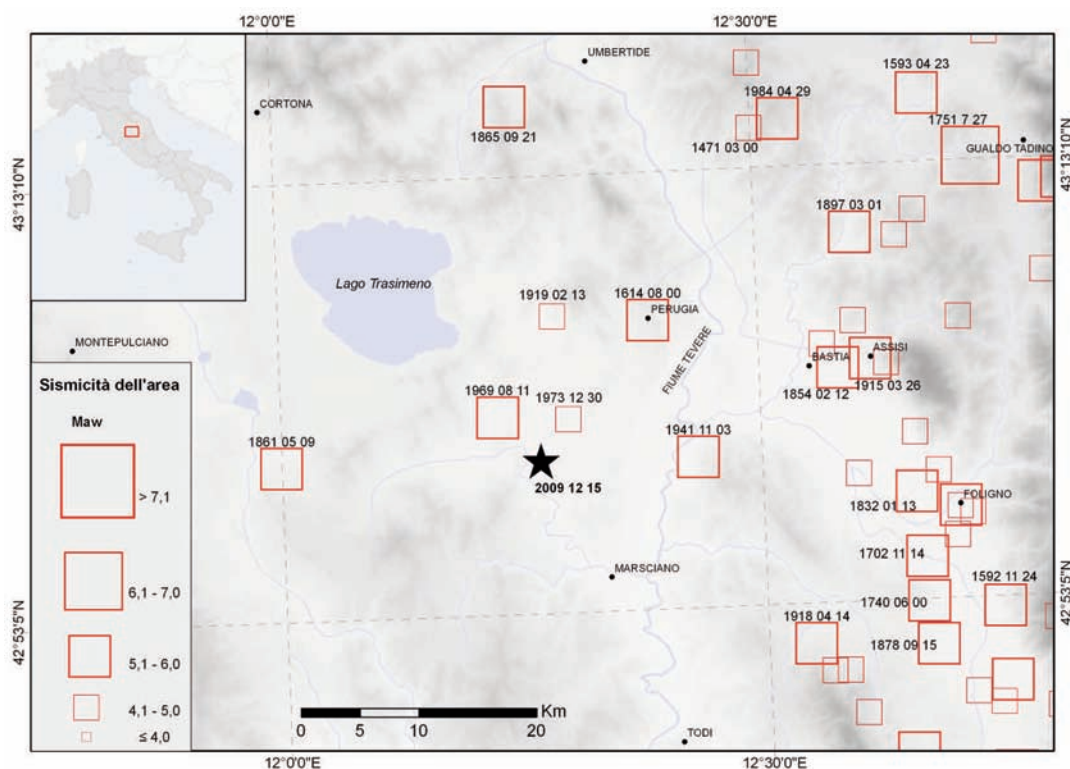 12°0'0"E
12°30'0"E
UMBERTIDE
1593 04 23
CORTONA
1984 04 29
1751 7 27
1865 09 21
1471 03 00
GUALDO TADINO
43°13'10"N
43°13'10"N
1897 03 01
Lago Trasimeno
1919 02 13
1614 08 00
PERUGIA
FIUME TEVERE
MONTEPULCIANO
BASTIA
ASSISI
1854 02 12
1915 03 26
1969 08 11
1973 12 30
1861 05 09
1941 11 03
2009 12 15
1832 01 13
FOLIGNO
1702 11 14
MARSCIANO
1592 11 24
1740 06 00
1918 04 14
1878 09 15
42°53'5"N
42°53'5"N
Sismicità dell'area
Maw
> 7,1
6,1 - 7,0
5,1 - 6,0
4,1 - 5,0
≤ 4,0
Km
0 5 10 20
TODI
12°0'0"E
12°30'0"E